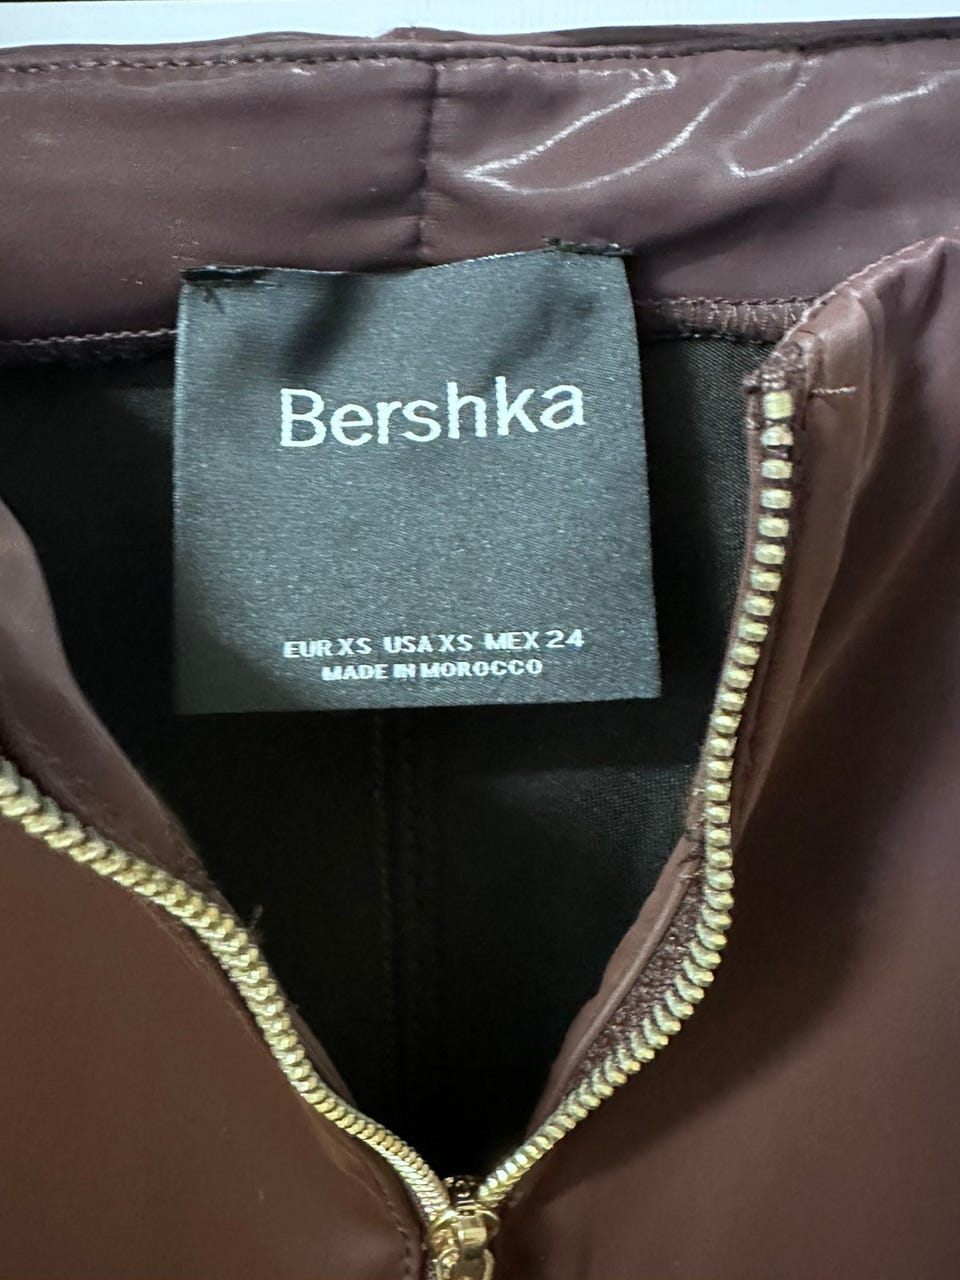 Bershka
EUR XS USA XS MEX 24
MADE IN MOROCCO